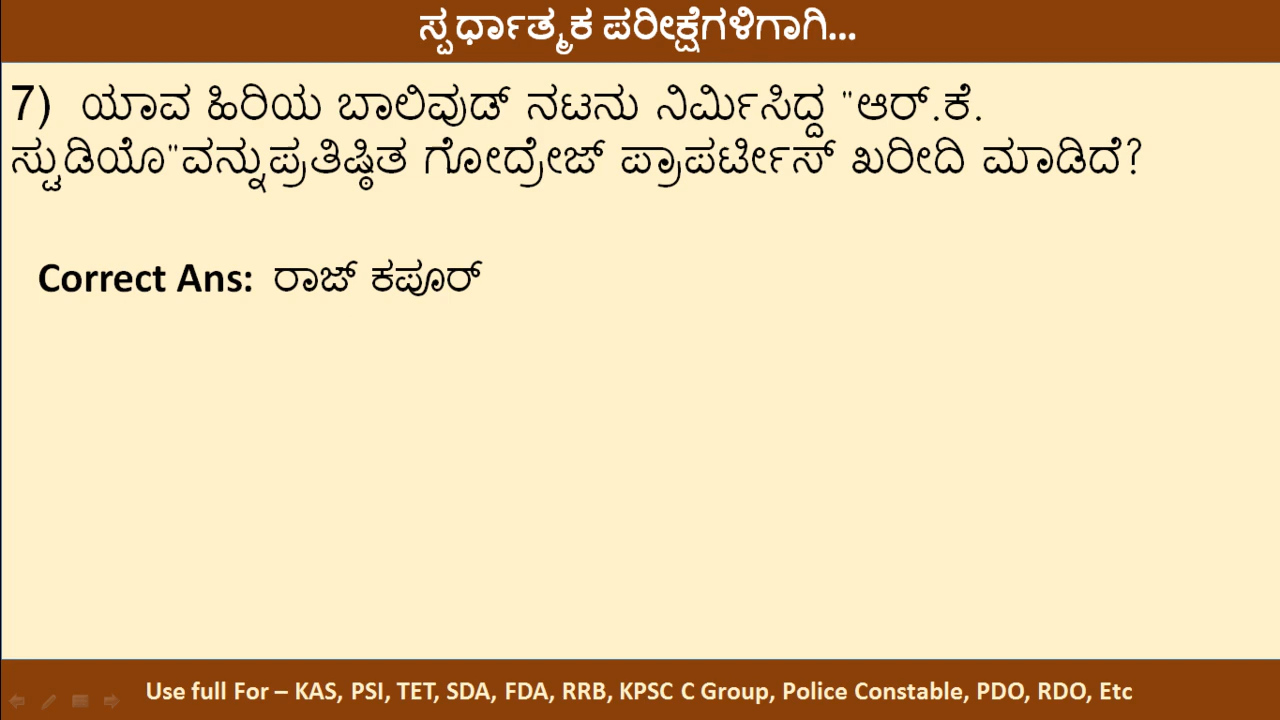 ಸ್ಪರ್ಧಾತ್ಮಕ ಪರೀಕ್ಷೆಗಳಿಗಾಗಿ...
7) ಯಾವ ಹಿರಿಯ ಬಾಲಿವುಡ್ ನಟನು ನಿರ್ಮಿಸಿದ್ದ "ಆರ್.ಕೆ.
ಸ್ಟುಡಿಯೊ"ವನ್ನುಪ್ರತಿಷ್ಠಿತ ಗೋದ್ರೇಜ್ ಪ್ರಾಪರ್ಟೀಸ್ ಖರೀದಿ ಮಾಡಿದೆ?
Correct Ans: ರಾಜ್ ಕಪೂರ್
Use full For – KAS, PSI, TET, SDA, FDA, RRB, KPSC C Group, Police Constable, PDO, RDO, Etc